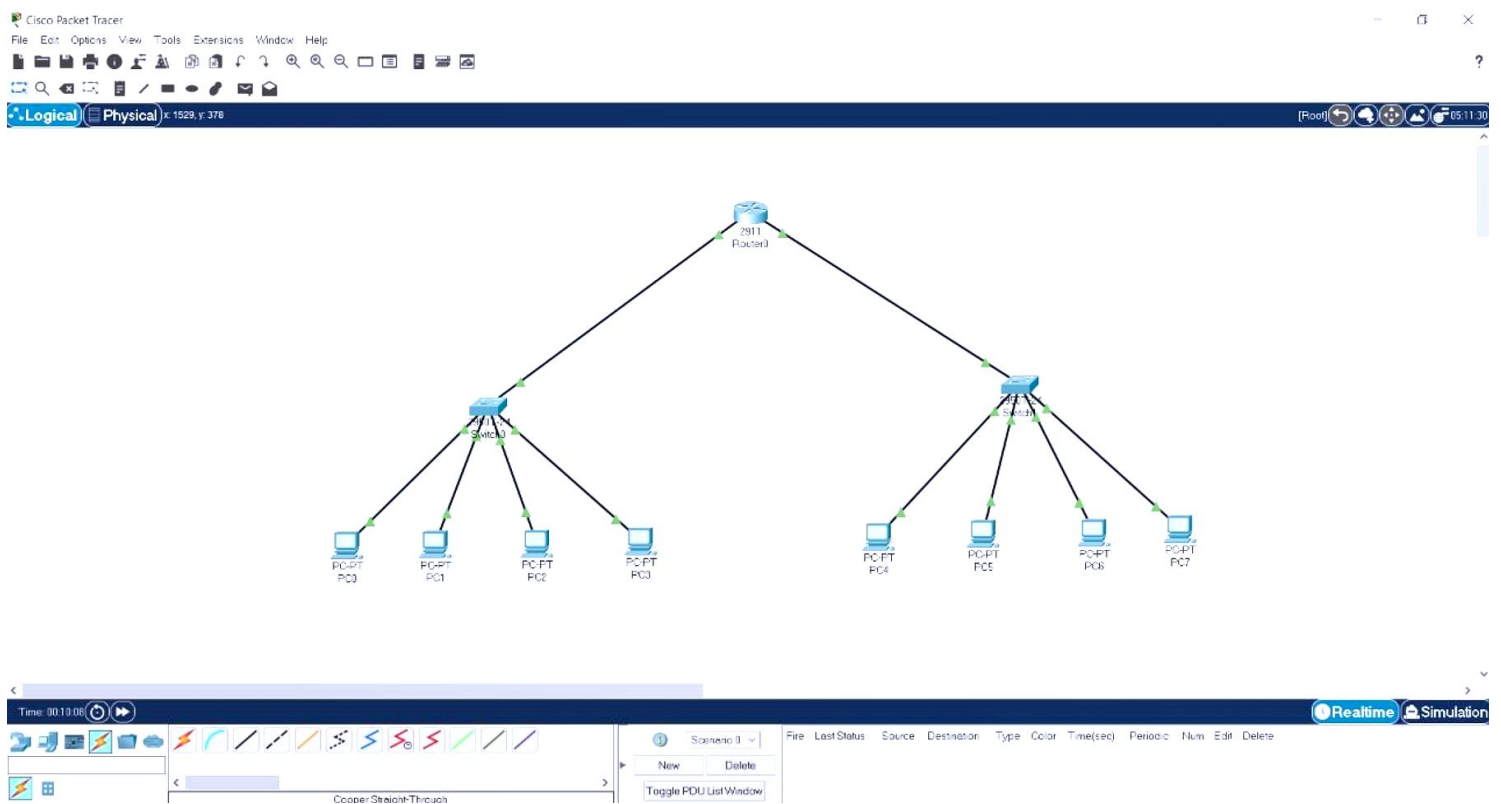 Cisco Packet Tracer
File Edit Options View Tools Extensions Window Help
?
Logical Physical x: 1529, y: 378 [Root] 05:11:30
2911
Router0
Switch0
Switch1
PC-PT PC-PT PC-PT PC-PT PC-PT PC-PT PC-PT PC-PT
PC0 PC1 PC2 PC3 PC4 PC5 PC6 PC7
Time: 00:10:08 Realtime Simulation
Scenario 0 Fire Last Status Source Destination Type Color Time(sec) Periodic Num Edit Delete
New Delete
Toggle PDU List Window
Copper Straight-Through